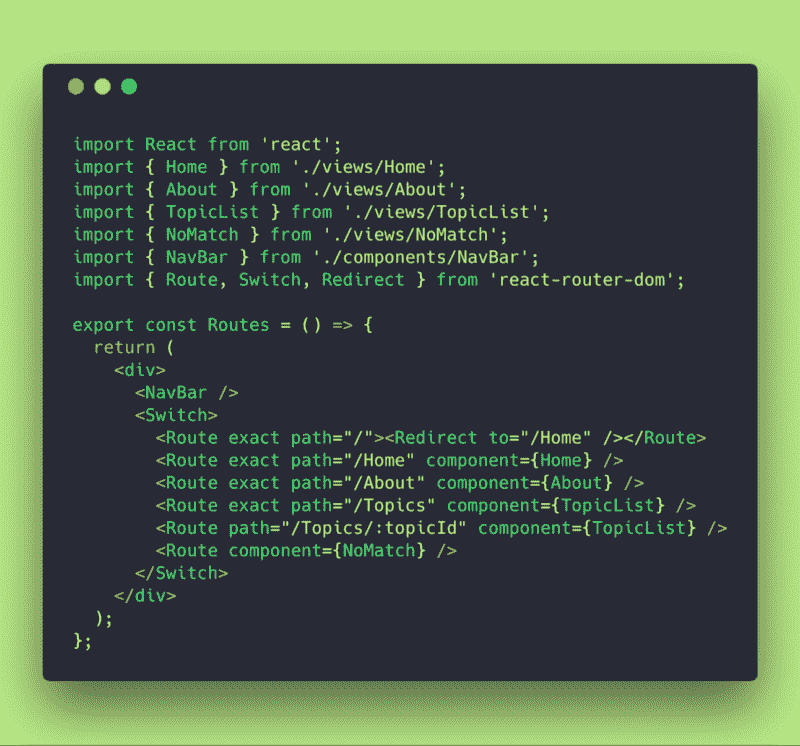 import React from 'react';
import { Home } from './views/Home';
import { About } from './views/About';
import { TopicList } from './views/TopicList';
import { NoMatch } from './views/NoMatch';
import { NavBar } from './components/NavBar';
import { Route, Switch, Redirect } from 'react-router-dom';

export const Routes = () => {
  return (
    <div>
      <NavBar />
      <Switch>
        <Route exact path="/"><Redirect to="/Home" /></Route>
        <Route exact path="/Home" component={Home} />
        <Route exact path="/About" component={About} />
        <Route exact path="/Topics" component={TopicList} />
        <Route path="/Topics/:topicId" component={TopicList} />
        <Route component={NoMatch} />
      </Switch>
    </div>
  );
};